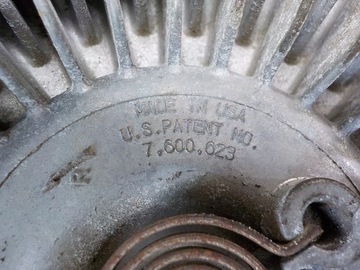 MADE IN USA
U.S. PATENT NO.
7,600,623